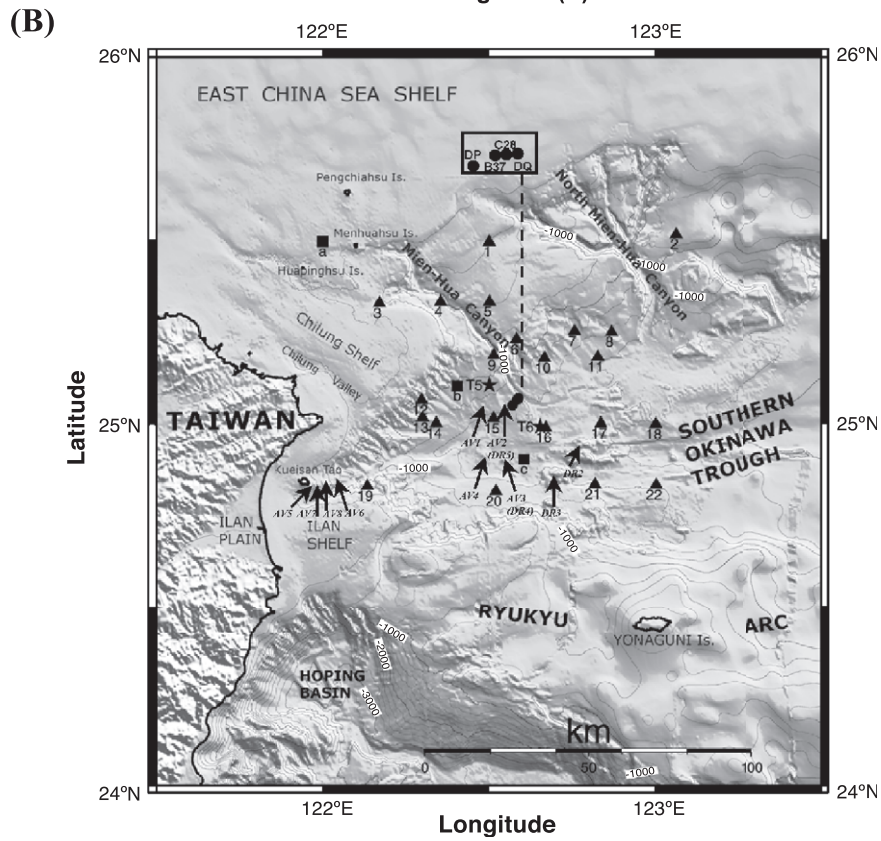 (B)
122°E
123°E
26°N
26°N
EAST CHINA SEA SHELF
C28
DP
B37 DQ
Pengchiahsu Is.
North Mien-Hua Canyon
Menhuahsu Is.
a
1
2
-1000
-1000
-1000
Huapinghsu Is.
Mien-Hua Canyon
3
4
5
Chilung Shelf
6
7
8
-1000
9
10
11
Chilung Valley
b
T5
12
TAIWAN
13
14
15
T6
16
17
18
25°N
25°N
SOUTHERN
OKINAWA
TROUGH
AV1
AV2
(DR5)
c
DR2
-1000
Kueisan Tao
19
20
21
22
AV4
AV3
(DR4)
DR3
AV5
AV7
AV8
AV6
ILAN
PLAIN
ILAN
SHELF
-1000
RYUKYU
ARC
YONAGUNI Is.
-1000
-2000
-3000
HOPING
BASIN
km
0
50
100
-1000
24°N
24°N
122°E
123°E
Latitude
Longitude